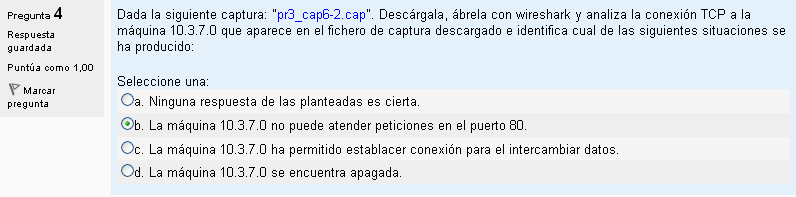 Pregunta 4
Respuesta
guardada
Puntúa como 1,00
Marcar
pregunta
Dada la siguiente captura: "pr3_cap6-2.cap". Descárgala, ábrela con wireshark y analiza la conexión TCP a la
máquina 10.3.7.0 que aparece en el fichero de captura descargado e identifica cual de las siguientes situaciones se
ha producido:
Seleccione una:
a. Ninguna respuesta de las planteadas es cierta.
b. La máquina 10.3.7.0 no puede atender peticiones en el puerto 80.
c. La máquina 10.3.7.0 ha permitido establacer conexión para el intercambiar datos.
d. La máquina 10.3.7.0 se encuentra apagada.